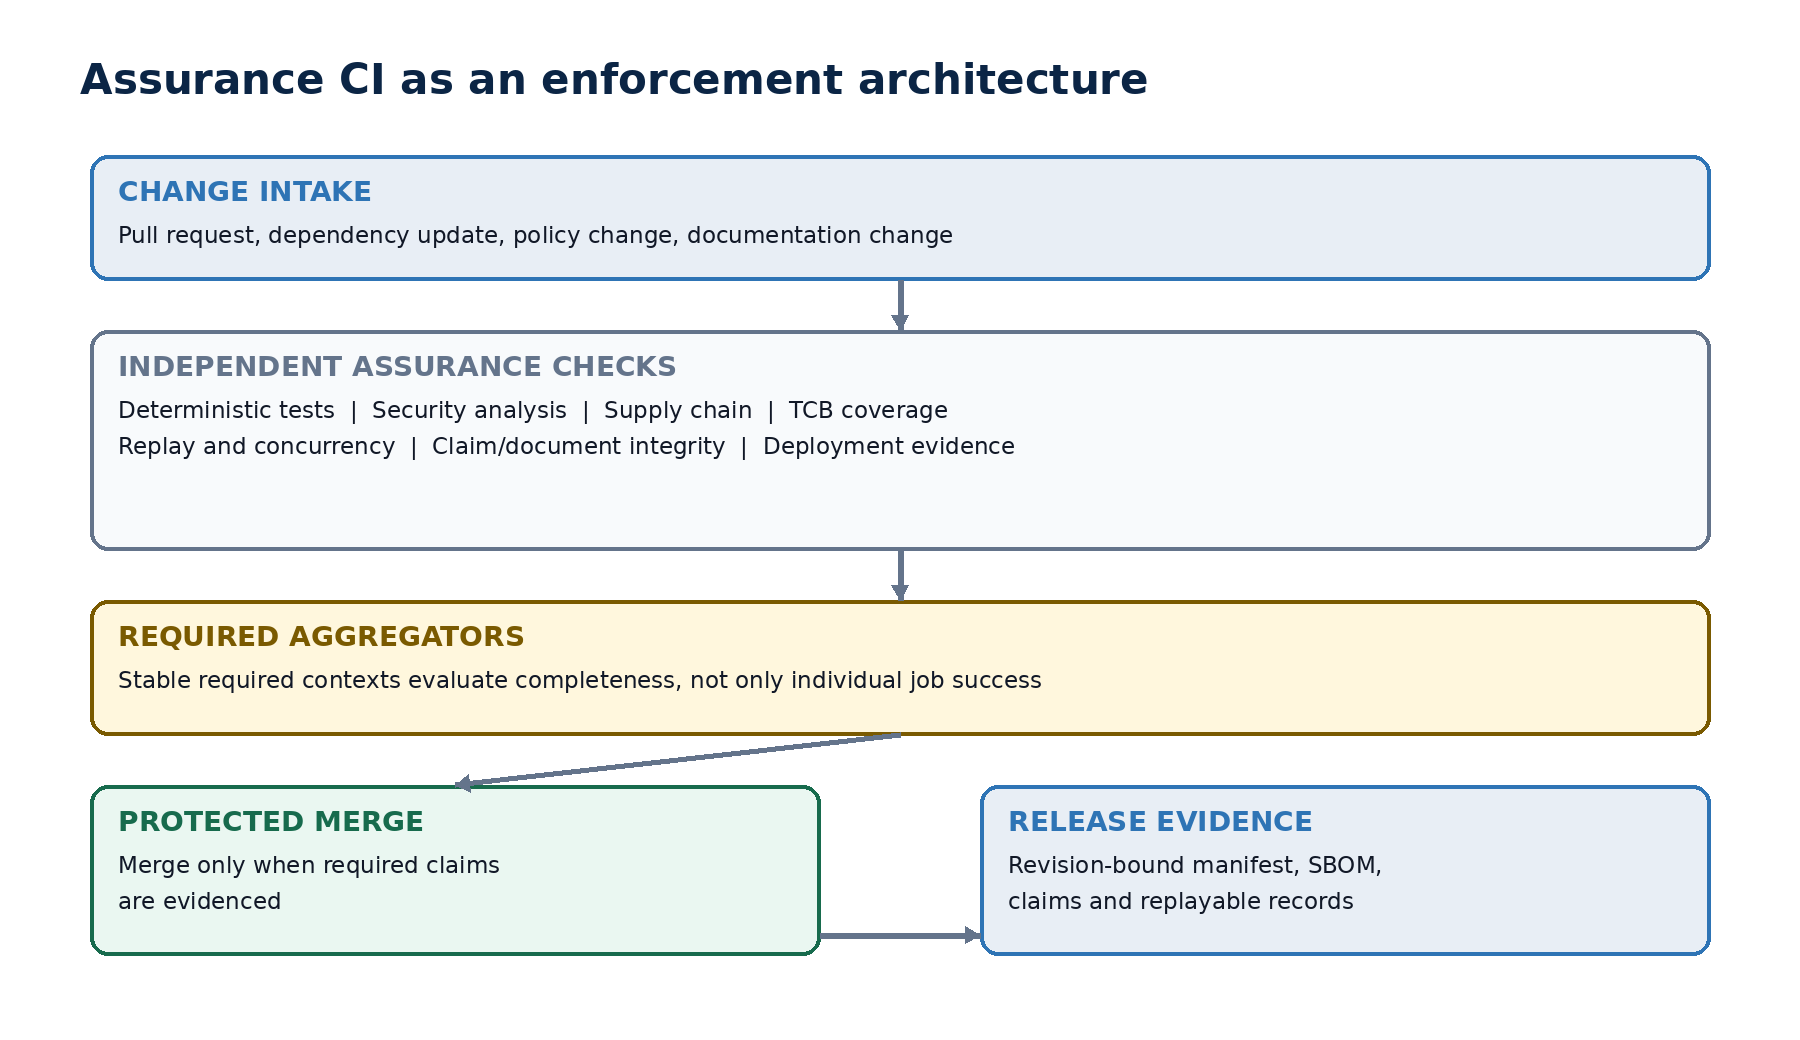 Assurance CI as an enforcement architecture
CHANGE INTAKE
Pull request, dependency update, policy change, documentation change
INDEPENDENT ASSURANCE CHECKS
Deterministic tests | Security analysis | Supply chain | TCB coverage
Replay and concurrency | Claim/document integrity | Deployment evidence
REQUIRED AGGREGATORS
Stable required contexts evaluate completeness, not only individual job success
PROTECTED MERGE
Merge only when required claims
are evidenced
RELEASE EVIDENCE
Revision-bound manifest, SBOM,
claims and replayable records